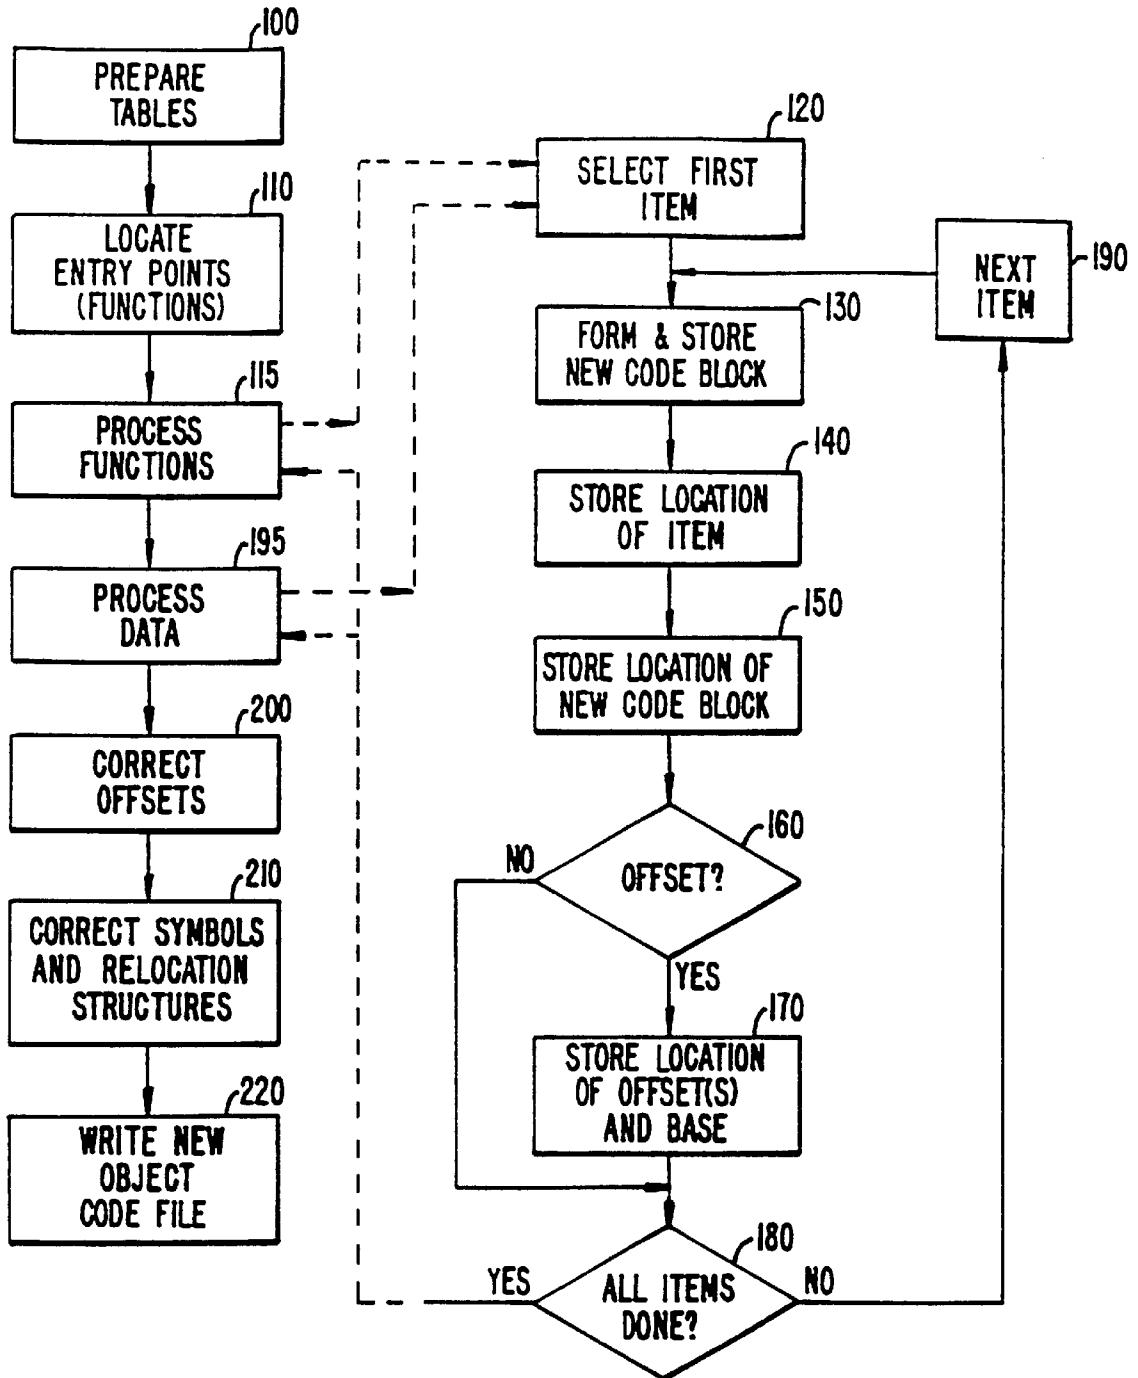 100
PREPARE
TABLES
110
LOCATE
ENTRY POINTS
(FUNCTIONS)
115
PROCESS
FUNCTIONS
195
PROCESS
DATA
200
CORRECT
OFFSETS
210
CORRECT SYMBOLS
AND RELOCATION
STRUCTURES
220
WRITE NEW
OBJECT
CODE FILE
120
SELECT FIRST
ITEM
190
NEXT
ITEM
130
FORM & STORE
NEW CODE BLOCK
140
STORE LOCATION
OF ITEM
150
STORE LOCATION OF
NEW CODE BLOCK
160
NO
OFFSET?
YES
170
STORE LOCATION
OF OFFSET(S)
AND BASE
180
YES
ALL ITEMS
DONE?
NO